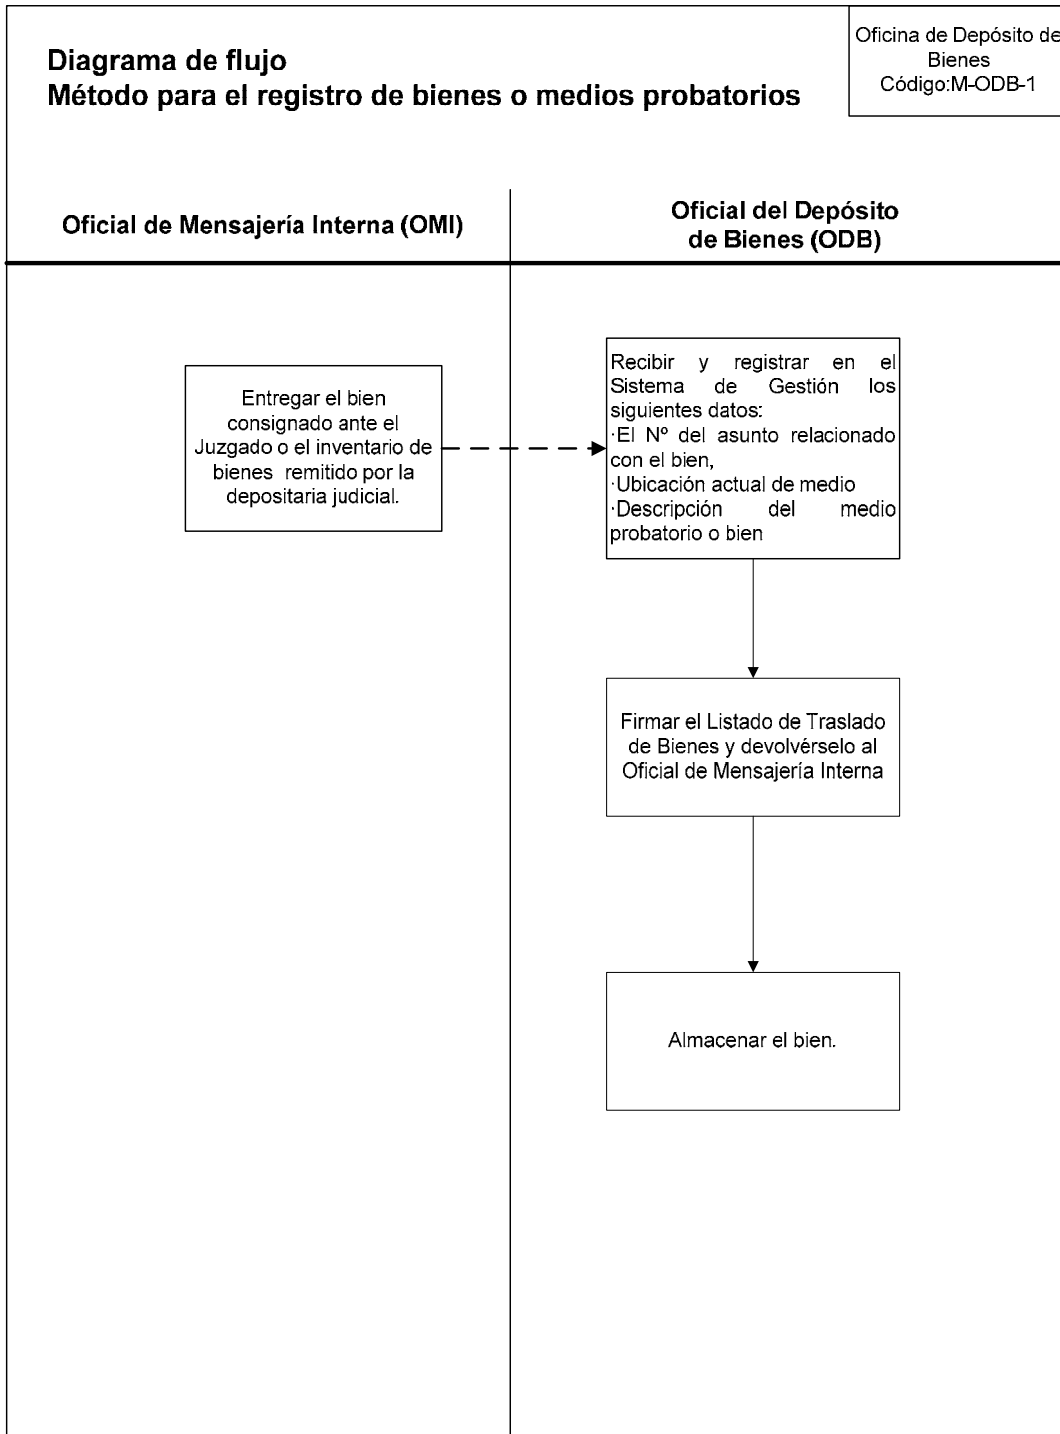 Diagrama de flujo
Método para el registro de bienes o medios probatorios
Oficina de Depósito de
Bienes
Código:M-ODB-1
Oficial de Mensajería Interna (OMI)
Oficial del Depósito
de Bienes (ODB)
Entregar el bien
consignado ante el
Juzgado o el inventario de
bienes remitido por la
depositaria judicial.
Recibir y registrar en el
Sistema de Gestión los
siguientes datos:
·El Nº del asunto relacionado
con el bien,
·Ubicación actual de medio
·Descripción del medio
probatorio o bien
Firmar el Listado de Traslado
de Bienes y devolvérselo al
Oficial de Mensajería Interna
Almacenar el bien.